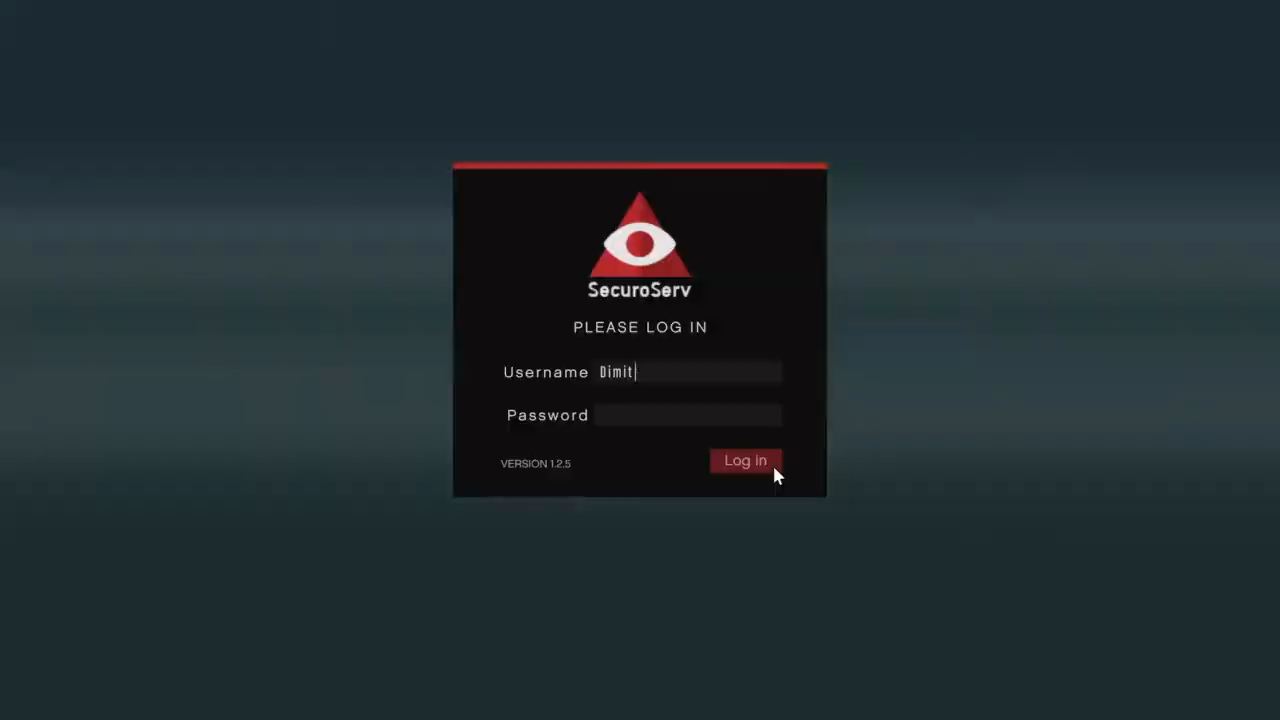 SecuroServ
PLEASE LOG IN
Username Dimit
Password
VERSION 1.2.5 Log in